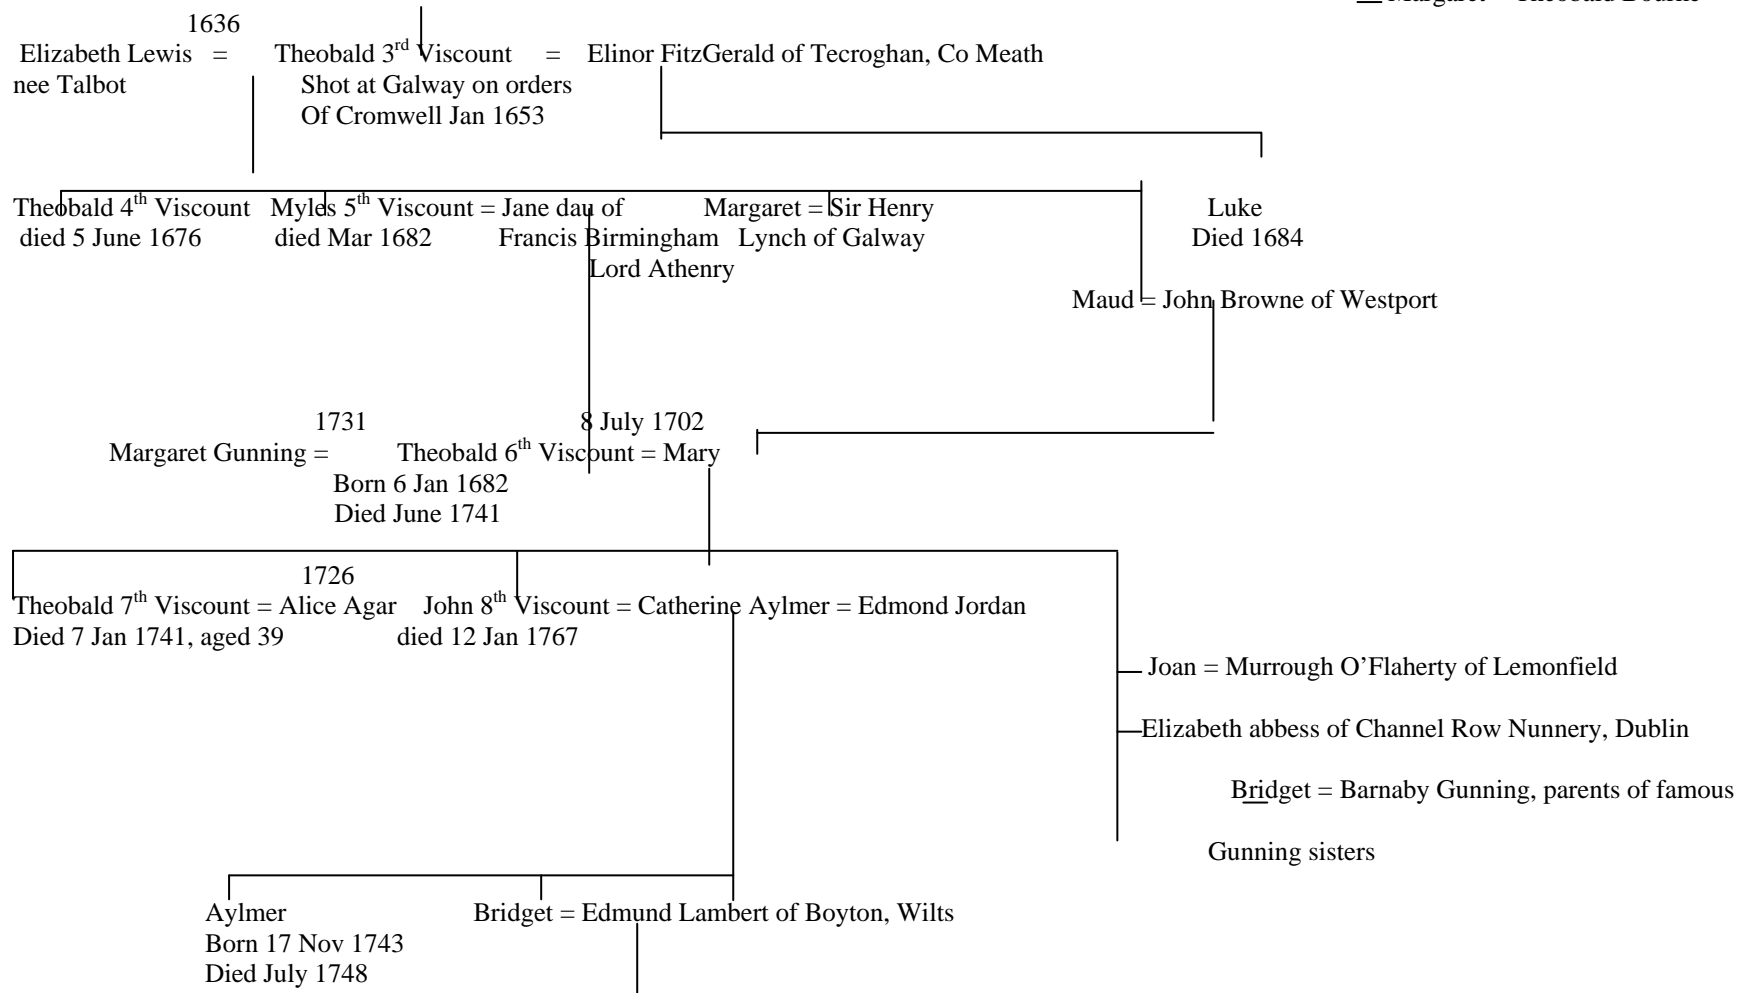 Margaret = Theobald Bourke
1636
Elizabeth Lewis = Theobald 3rd Viscount = Elinor FitzGerald of Tecroghan, Co Meath
nee Talbot Shot at Galway on orders
Of Cromwell Jan 1653
Theobald 4th Viscount Myles 5th Viscount = Jane dau of Margaret = Sir Henry Luke
died 5 June 1676 died Mar 1682 Francis Birmingham Lynch of Galway Died 1684
Lord Athenry
Maud = John Browne of Westport
1731 8 July 1702
Margaret Gunning = Theobald 6th Viscount = Mary
Born 6 Jan 1682
Died June 1741
1726
Theobald 7th Viscount = Alice Agar John 8th Viscount = Catherine Aylmer = Edmond Jordan
Died 7 Jan 1741, aged 39 died 12 Jan 1767
Joan = Murrough O’Flaherty of Lemonfield
Elizabeth abbess of Channel Row Nunnery, Dublin
Bridget = Barnaby Gunning, parents of famous
Gunning sisters
Aylmer Bridget = Edmund Lambert of Boyton, Wilts
Born 17 Nov 1743
Died July 1748